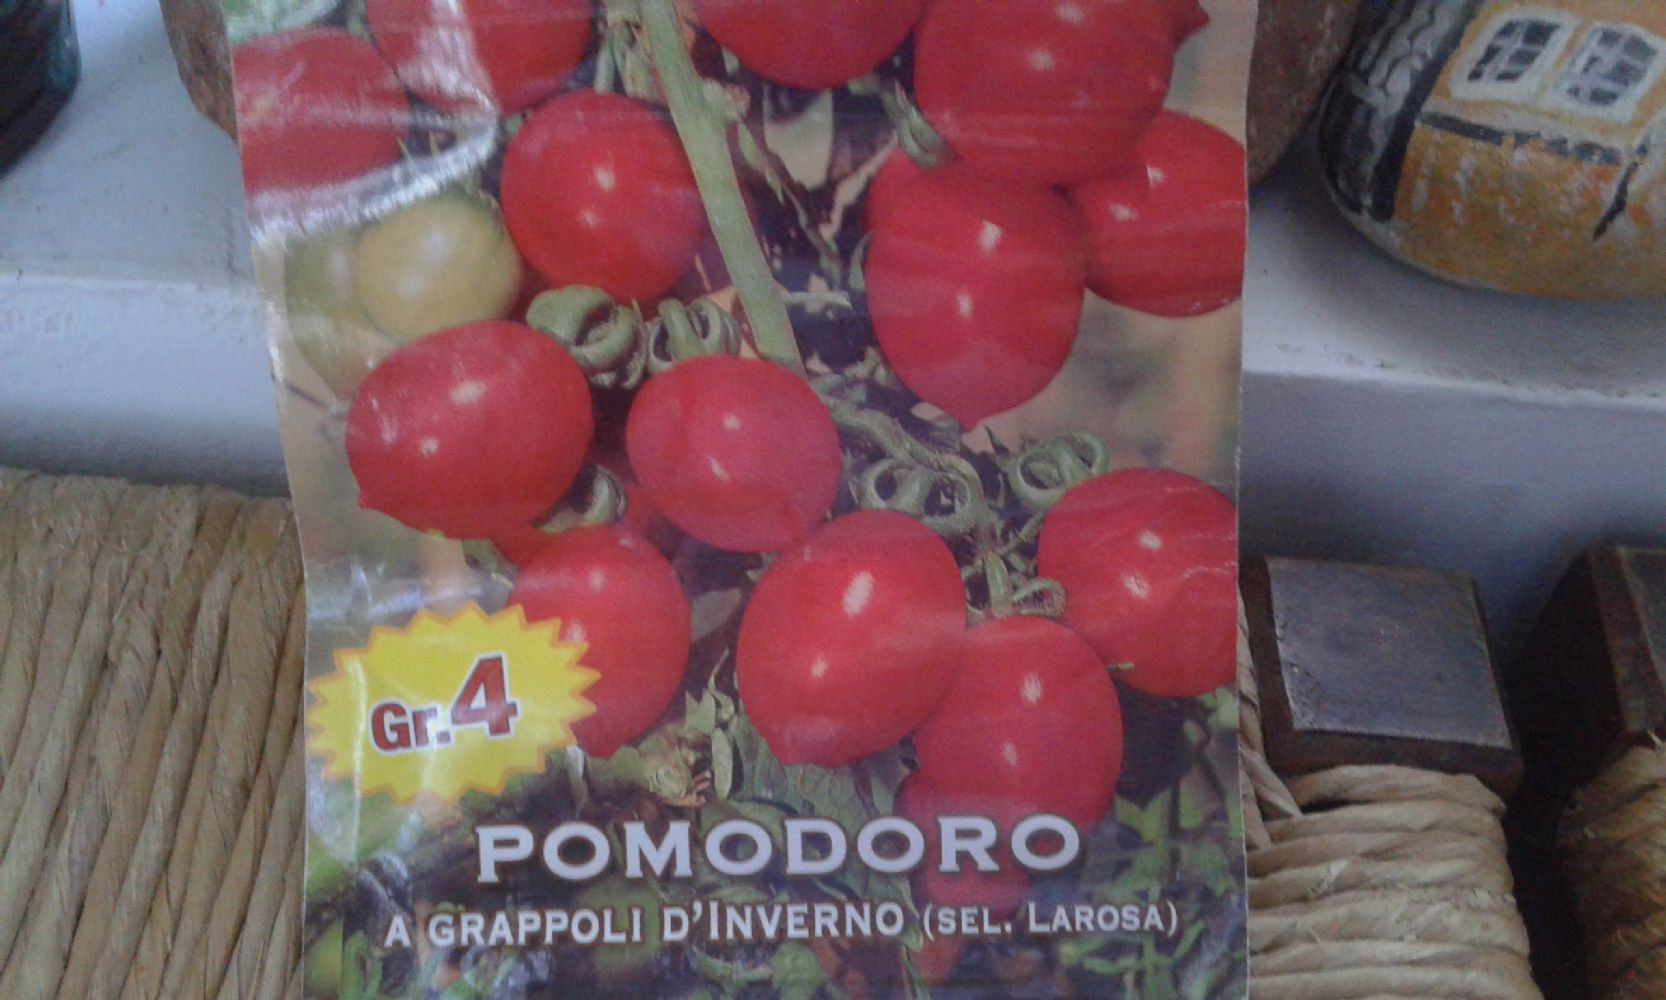 Gr.4
POMODORO
A GRAPPOLI D'INVERNO (SEL. LAROSA)